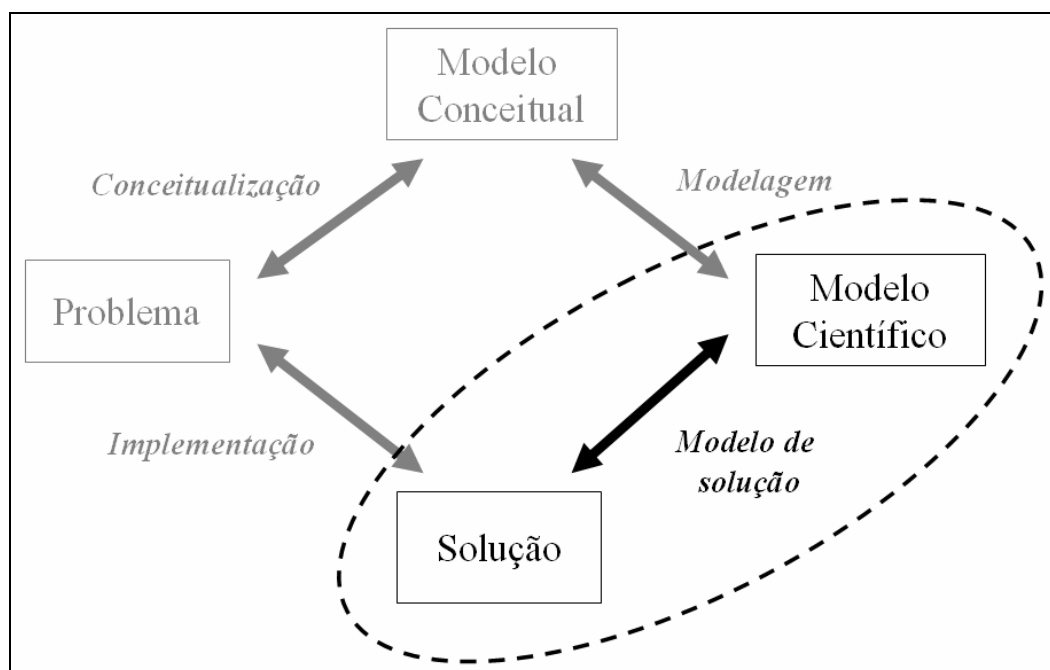 Modelo
Conceitual
Conceitualização
Modelagem
Problema
Modelo
Científico
Implementação
Modelo de
solução
Solução